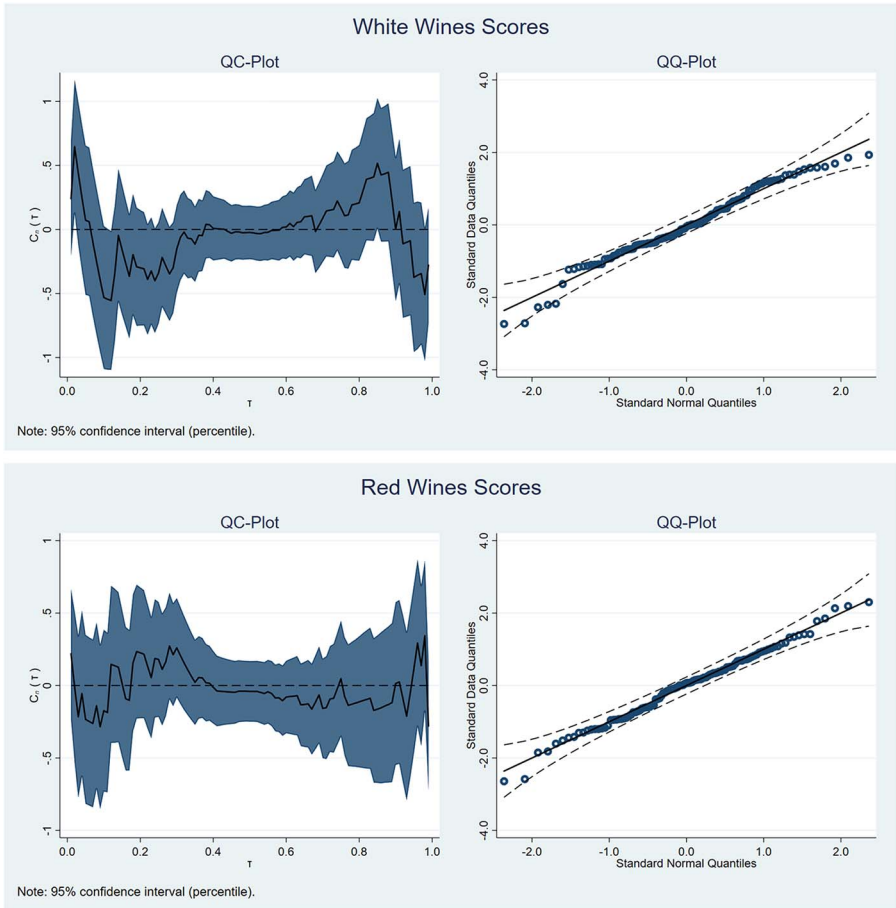 White Wines Scores
QC-Plot
1
.5
0
-.5
-1
Cₙ ( τ )
0.0 0.2 0.4 0.6 0.8 1.0
τ
QQ-Plot
4.0
2.0
0.0
-2.0
-4.0
Standard Data Quantiles
-2.0 -1.0 0.0 1.0 2.0
Standard Normal Quantiles
Note: 95% confidence interval (percentile).
Red Wines Scores
QC-Plot
1
.5
0
-.5
-1
Cₙ ( τ )
0.0 0.2 0.4 0.6 0.8 1.0
τ
QQ-Plot
4.0
2.0
0.0
-2.0
-4.0
Standard Data Quantiles
-2.0 -1.0 0.0 1.0 2.0
Standard Normal Quantiles
Note: 95% confidence interval (percentile).